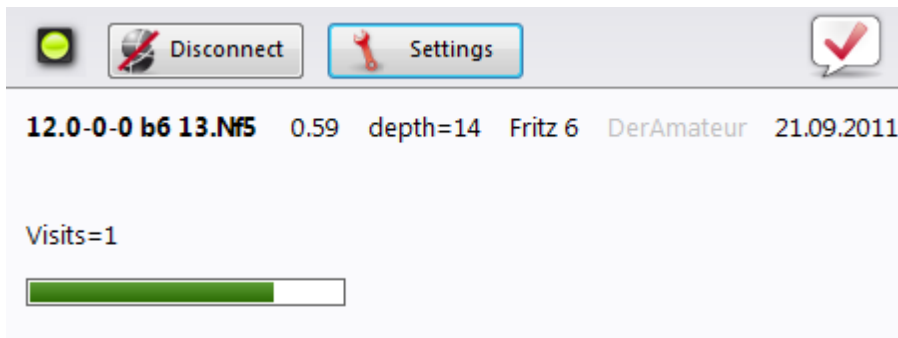 Disconnect Settings
12.0-0-0 b6 13.Nf5 0.59 depth=14 Fritz 6 DerAmateur 21.09.2011
Visits=1